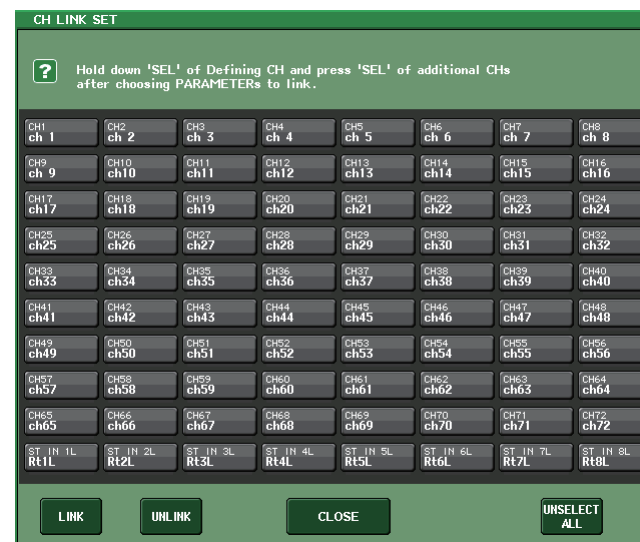 CH LINK SET
? Hold down 'SEL' of Defining CH and press 'SEL' of additional CHs
after choosing PARAMETERs to link.
CH1 CH2 CH3 CH4 CH5 CH6 CH7 CH8
ch 1 ch 2 ch 3 ch 4 ch 5 ch 6 ch 7 ch 8
CH9 CH10 CH11 CH12 CH13 CH14 CH15 CH16
ch 9 ch10 ch11 ch12 ch13 ch14 ch15 ch16
CH17 CH18 CH19 CH20 CH21 CH22 CH23 CH24
ch17 ch18 ch19 ch20 ch21 ch22 ch23 ch24
CH25 CH26 CH27 CH28 CH29 CH30 CH31 CH32
ch25 ch26 ch27 ch28 ch29 ch30 ch31 ch32
CH33 CH34 CH35 CH36 CH37 CH38 CH39 CH40
ch33 ch34 ch35 ch36 ch37 ch38 ch39 ch40
CH41 CH42 CH43 CH44 CH45 CH46 CH47 CH48
ch41 ch42 ch43 ch44 ch45 ch46 ch47 ch48
CH49 CH50 CH51 CH52 CH53 CH54 CH55 CH56
ch49 ch50 ch51 ch52 ch53 ch54 ch55 ch56
CH57 CH58 CH59 CH60 CH61 CH62 CH63 CH64
ch57 ch58 ch59 ch60 ch61 ch62 ch63 ch64
CH65 CH66 CH67 CH68 CH69 CH70 CH71 CH72
ch65 ch66 ch67 ch68 ch69 ch70 ch71 ch72
ST IN 1L ST IN 2L ST IN 3L ST IN 4L ST IN 5L ST IN 6L ST IN 7L ST IN 8L
Rt1L Rt2L Rt3L Rt4L Rt5L Rt6L Rt7L Rt8L
LINK UNLINK CLOSE UNSELECT
ALL